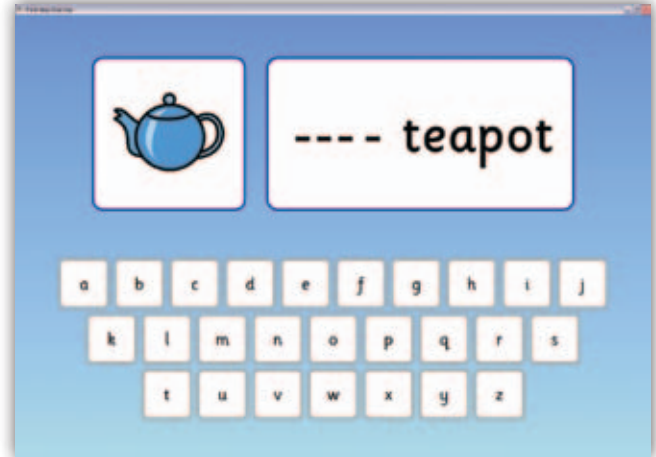 ---- teapot
a b c d e f g h i j
k l m n o p q r s
t u v w x y z